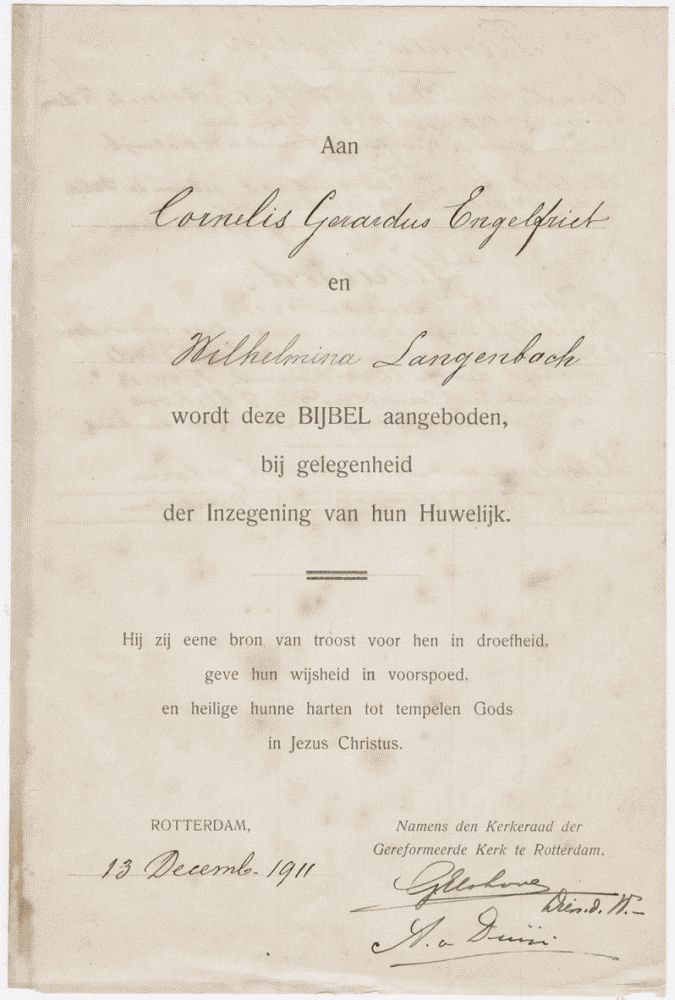 Aan
Cornelis Gerardus Engelfriet
en
Wilhelmina Langenbach
wordt deze BIJBEL aangeboden,
bij gelegenheid
der Inzegening van hun Huwelijk.
Hij zij eene bron van troost voor hen in droefheid,
geve hun wijsheid in voorspoed,
en heilige hunne harten tot tempelen Gods
in Jezus Christus.
ROTTERDAM,
13 Decemb. 1911
Namens den Kerkeraad der
Gereformeerde Kerk te Rotterdam.